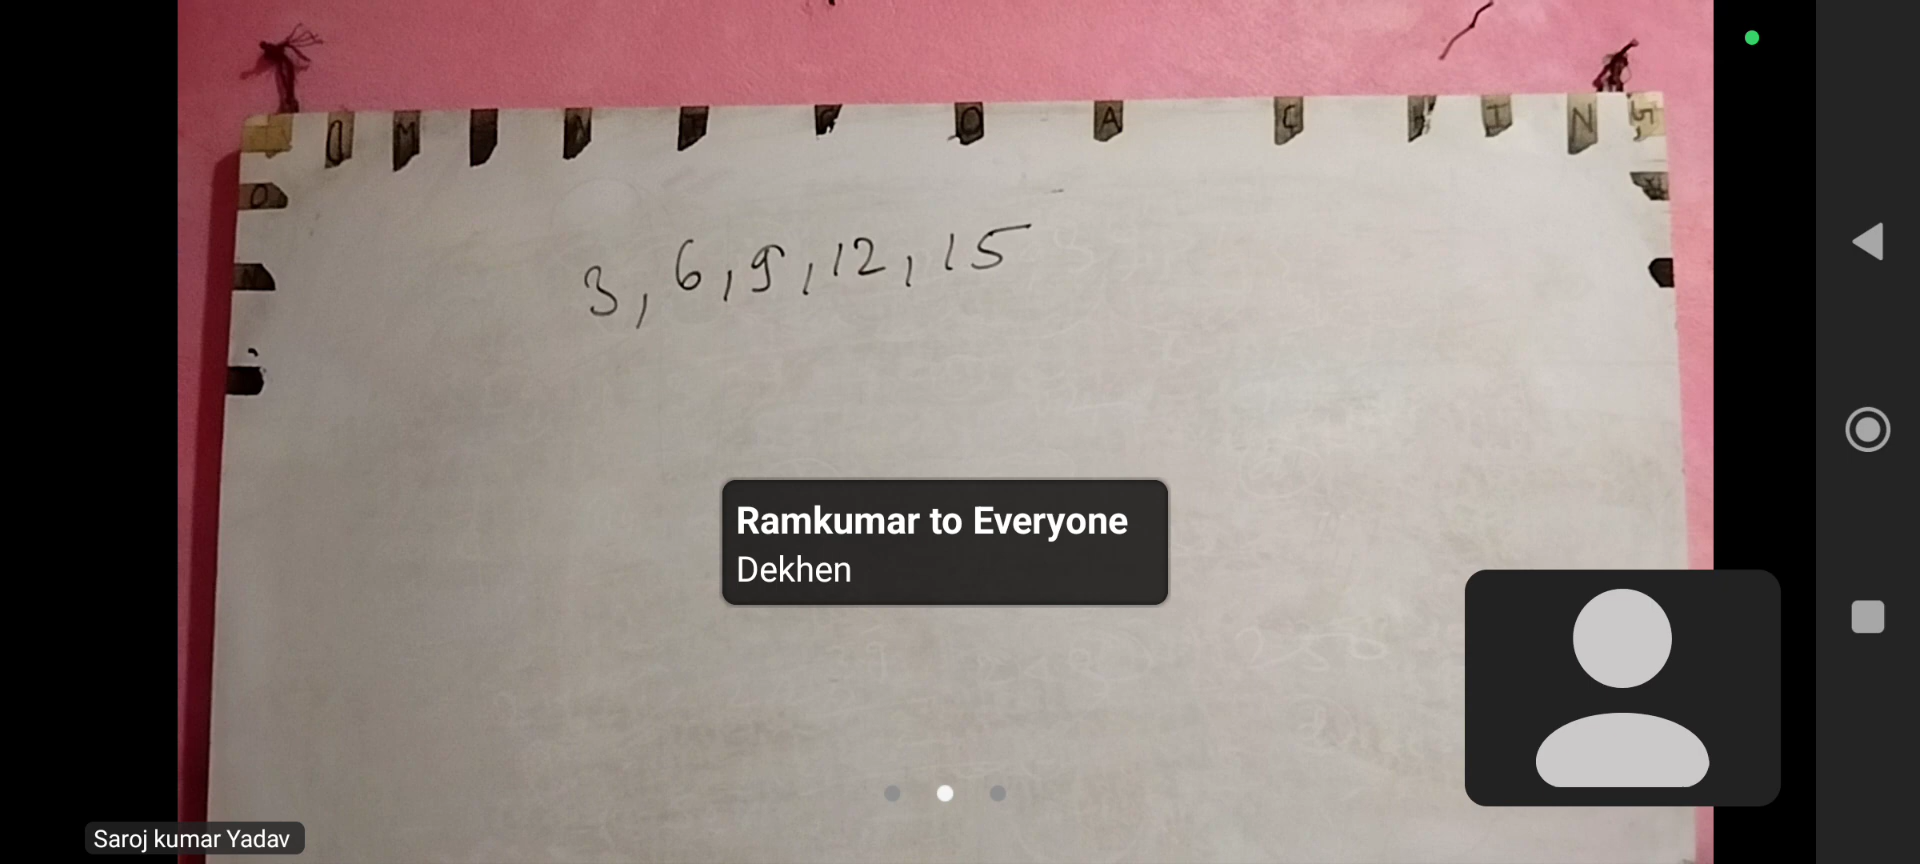 3, 6, 9, 12, 15
Ramkumar to Everyone
Dekhen
Saroj kumar Yadav